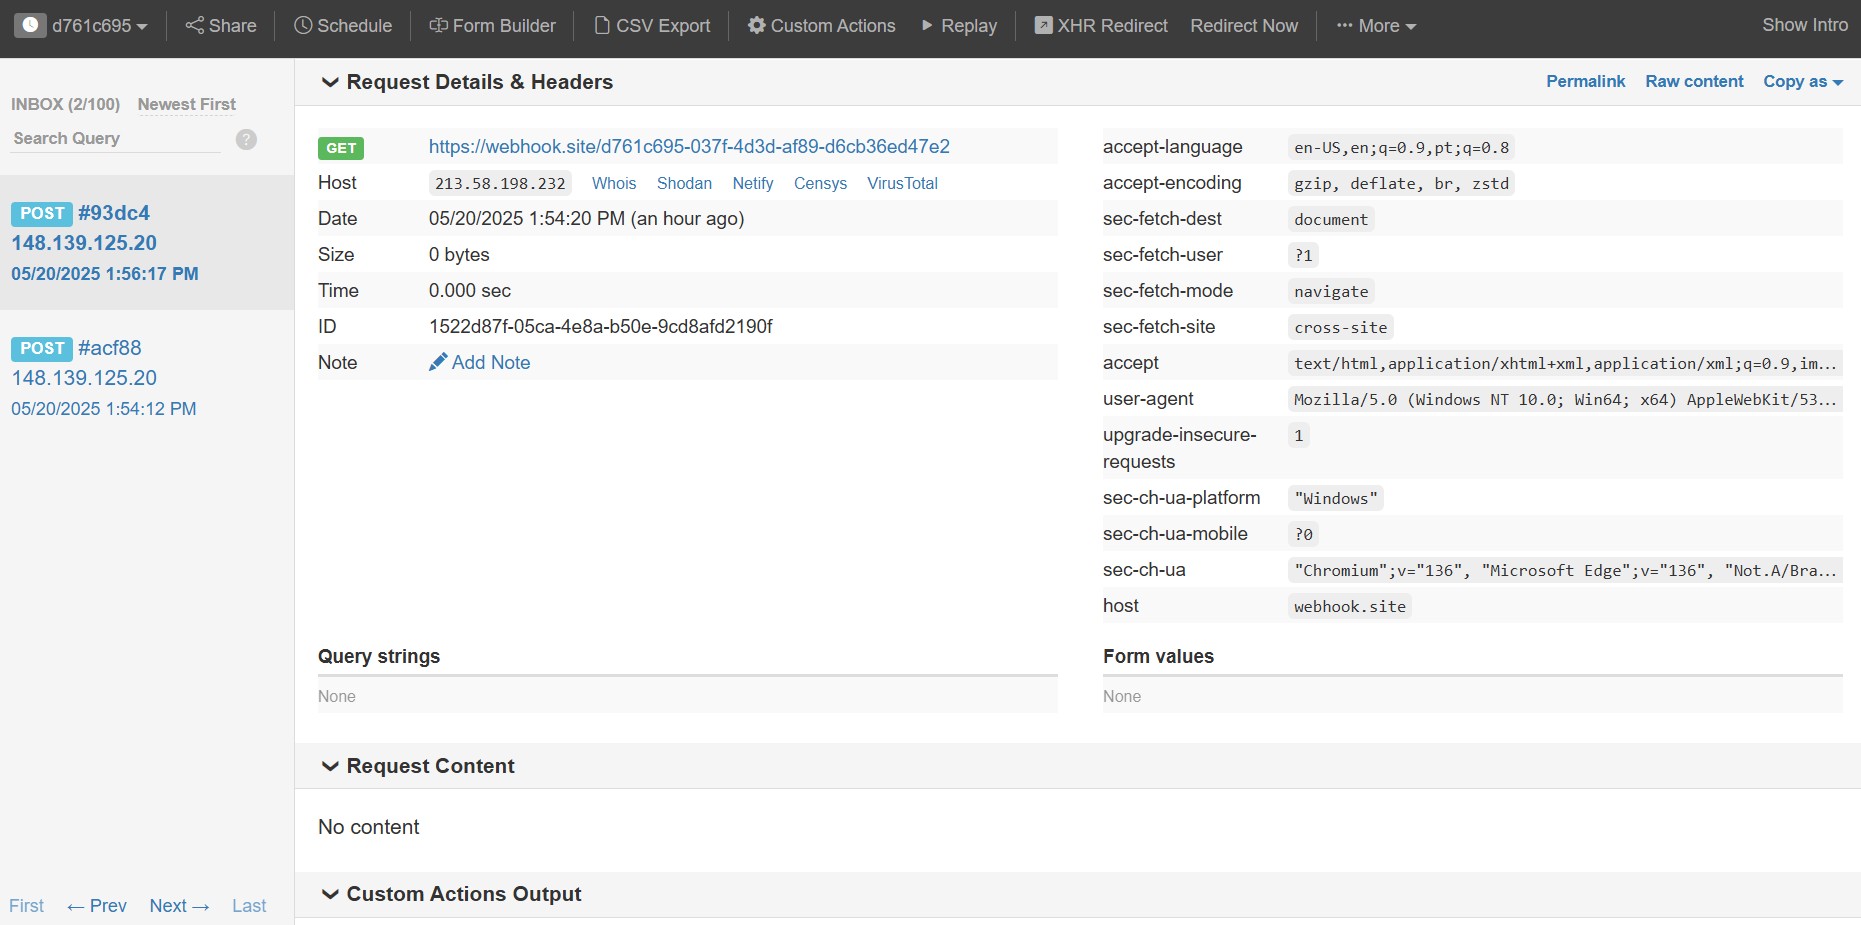 d761c695 Share Schedule Form Builder CSV Export Custom Actions Replay XHR Redirect Redirect Now ··· More Show Intro
INBOX (2/100) Newest First
Search Query ?
POST #93dc4
148.139.125.20
05/20/2025 1:56:17 PM
POST #acf88
148.139.125.20
05/20/2025 1:54:12 PM
First ← Prev Next → Last
Request Details & Headers Permalink Raw content Copy as
GET https://webhook.site/d761c695-037f-4d3d-af89-d6cb36ed47e2
Host 213.58.198.232 Whois Shodan Netify Censys VirusTotal
Date 05/20/2025 1:54:20 PM (an hour ago)
Size 0 bytes
Time 0.000 sec
ID 1522d87f-05ca-4e8a-b50e-9cd8afd2190f
Note Add Note
accept-language en-US,en;q=0.9,pt;q=0.8
accept-encoding gzip, deflate, br, zstd
sec-fetch-dest document
sec-fetch-user ?1
sec-fetch-mode navigate
sec-fetch-site cross-site
accept text/html,application/xhtml+xml,application/xml;q=0.9,im...
user-agent Mozilla/5.0 (Windows NT 10.0; Win64; x64) AppleWebKit/53...
upgrade-insecure- 1
requests
sec-ch-ua-platform "Windows"
sec-ch-ua-mobile ?0
sec-ch-ua "Chromium";v="136", "Microsoft Edge";v="136", "Not.A/Bra...
host webhook.site
Query strings
None
Form values
None
Request Content
No content
Custom Actions Output